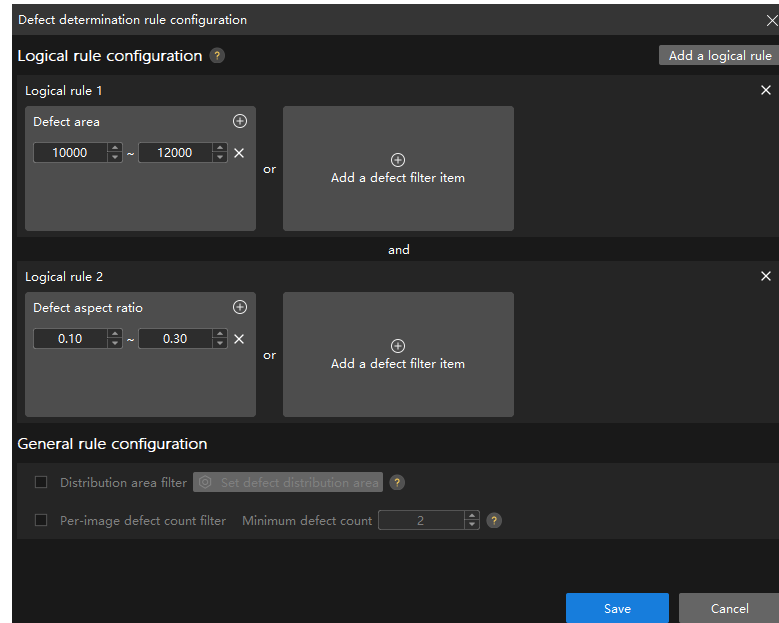 Defect determination rule configuration
Logical rule configuration ?
Add a logical rule
Logical rule 1
Defect area
10000 ~ 12000
or
Add a defect filter item
and
Logical rule 2
Defect aspect ratio
0.10 ~ 0.30
or
Add a defect filter item
General rule configuration
Distribution area filter Set defect distribution area ?
Per-image defect count filter Minimum defect count 2 ?
Save Cancel